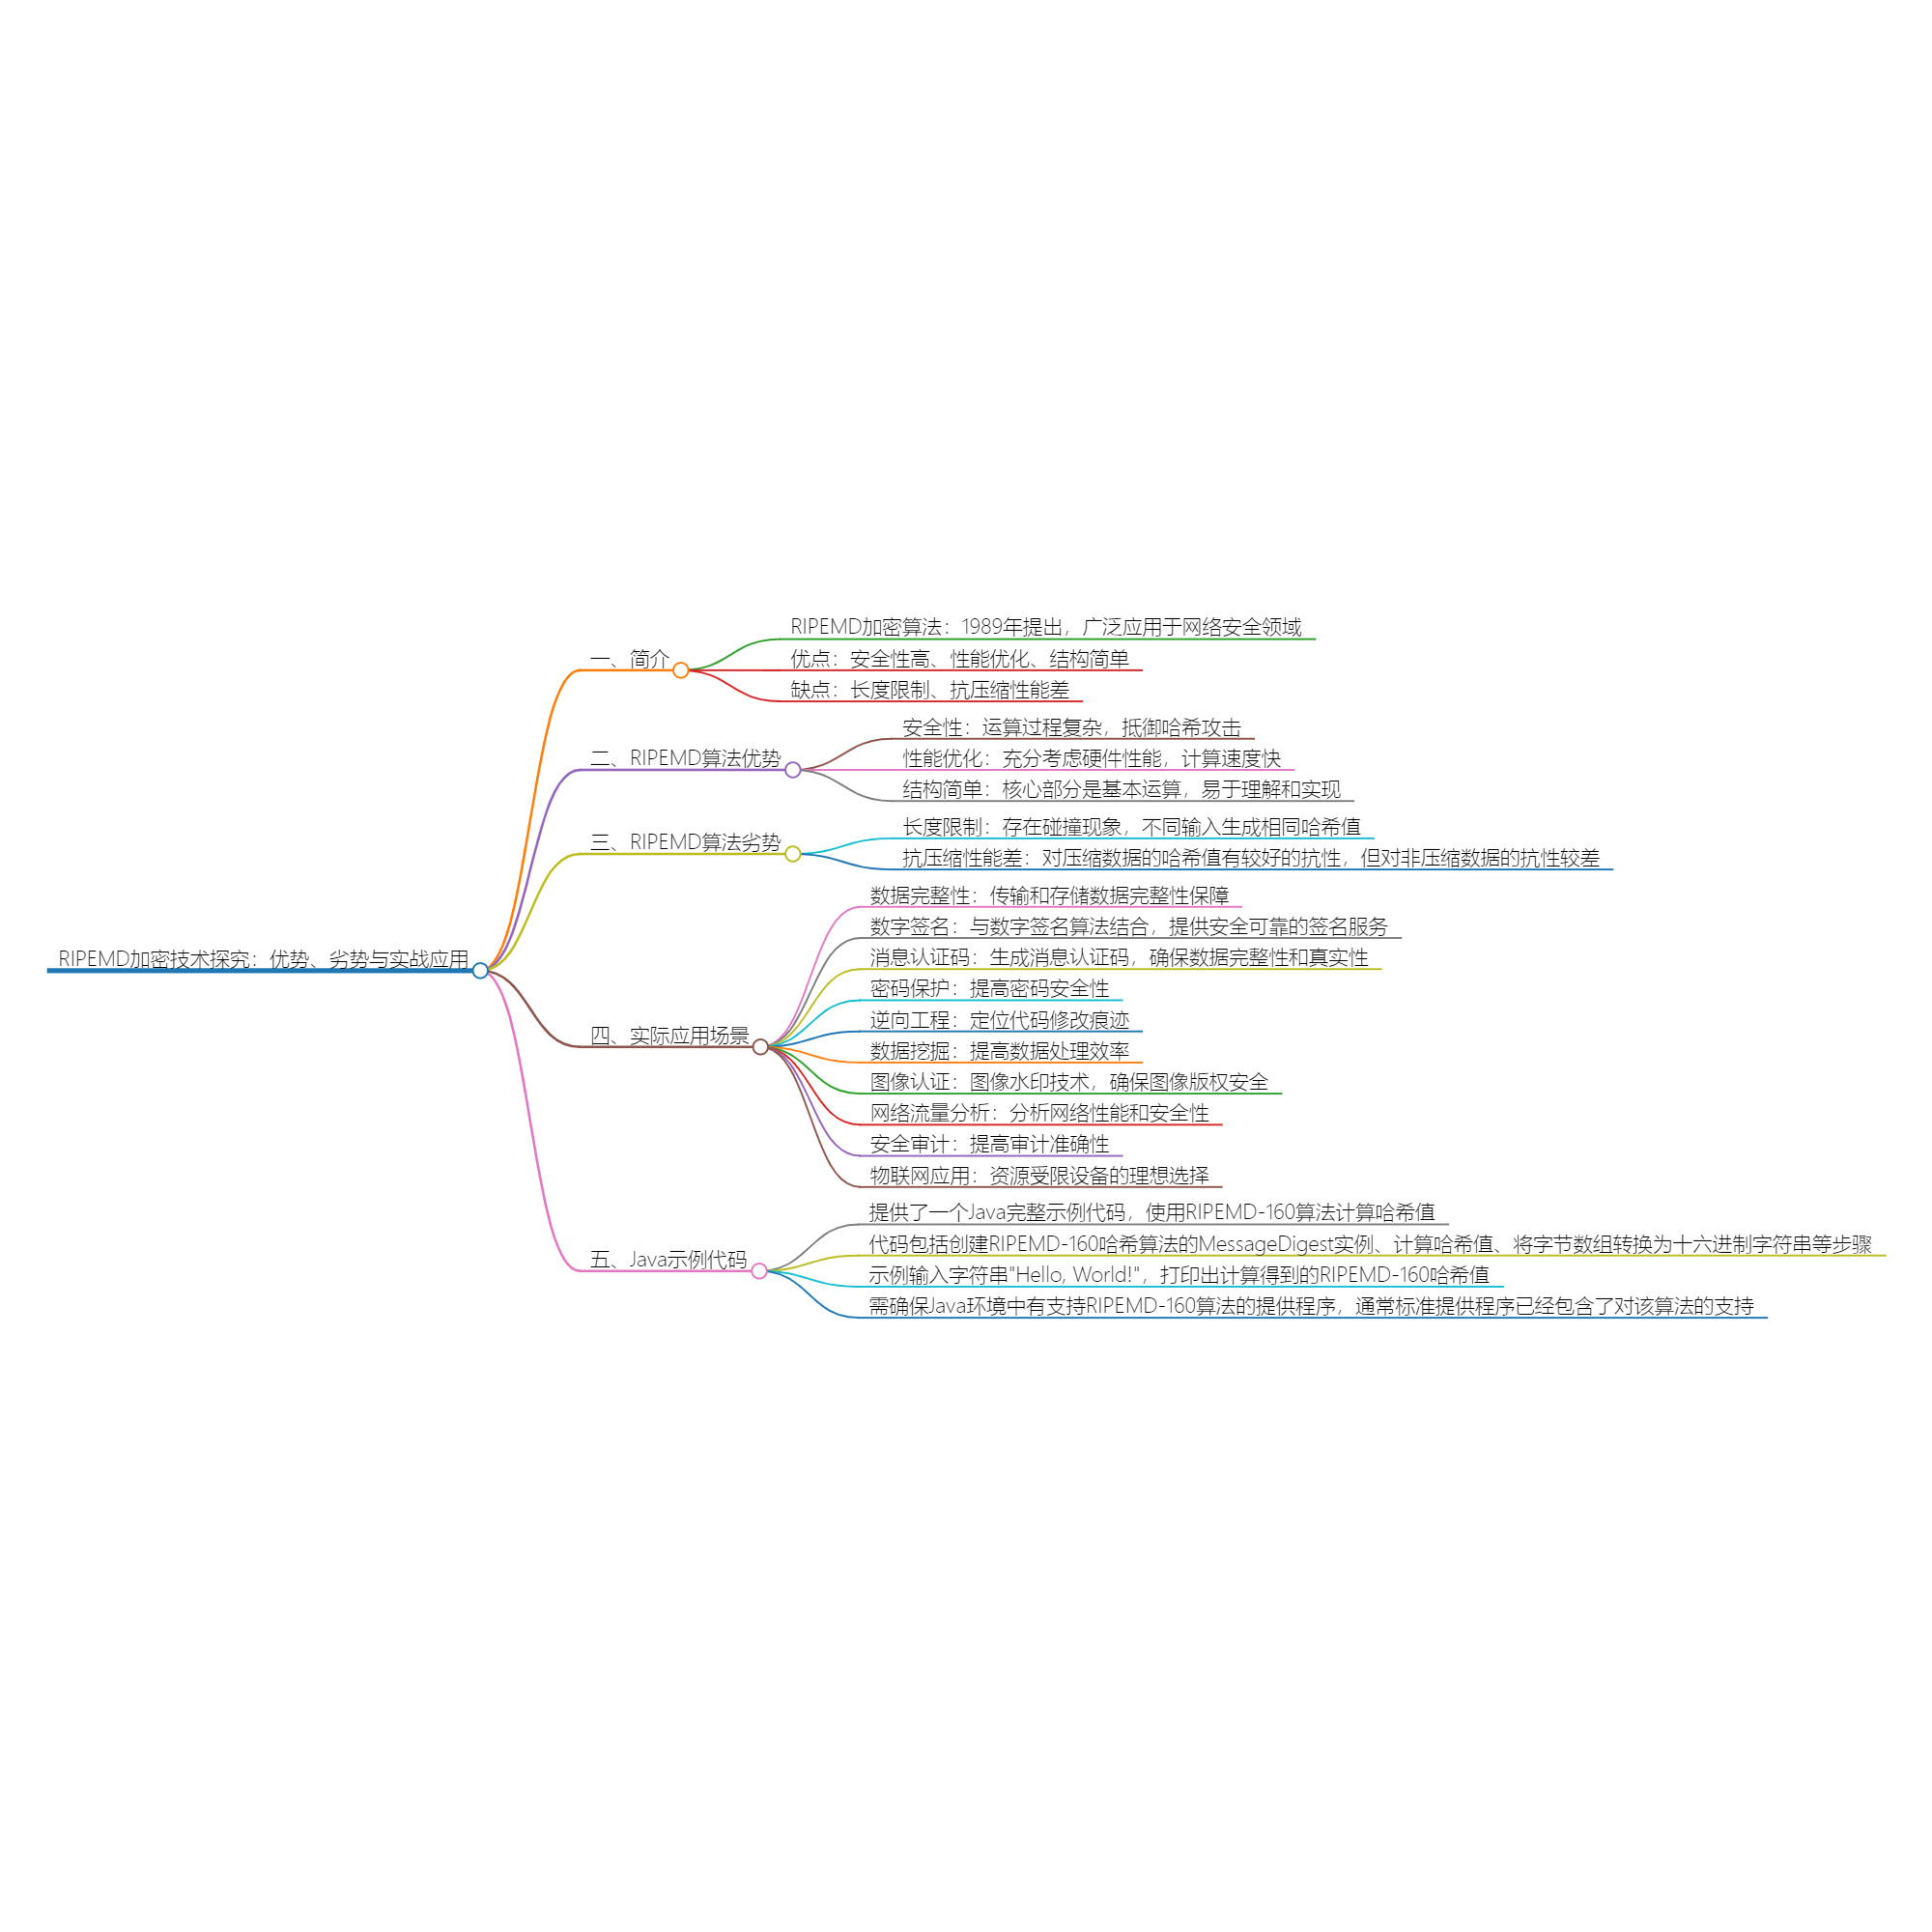 RIPEMD加密技术探究：优势、劣势与实战应用
一、简介
RIPEMD加密算法：1989年提出，广泛应用于网络安全领域
优点：安全性高、性能优化、结构简单
缺点：长度限制、抗压缩性能差
二、RIPEMD算法优势
安全性：运算过程复杂，抵御哈希攻击
性能优化：充分考虑硬件性能，计算速度快
结构简单：核心部分是基本运算，易于理解和实现
三、RIPEMD算法劣势
长度限制：存在碰撞现象，不同输入生成相同哈希值
抗压缩性能差：对压缩数据的哈希值有较好的抗性，但对非压缩数据的抗性较差
四、实际应用场景
数据完整性：传输和存储数据完整性保障
数字签名：与数字签名算法结合，提供安全可靠的签名服务
消息认证码：生成消息认证码，确保数据完整性和真实性
密码保护：提高密码安全性
逆向工程：定位代码修改痕迹
数据挖掘：提高数据处理效率
图像认证：图像水印技术，确保图像版权安全
网络流量分析：分析网络性能和安全性
安全审计：提高审计准确性
物联网应用：资源受限设备的理想选择
五、Java示例代码
提供了一个Java完整示例代码，使用RIPEMD-160算法计算哈希值
代码包括创建RIPEMD-160哈希算法的MessageDigest实例、计算哈希值、将字节数组转换为十六进制字符串等步骤
示例输入字符串"Hello, World!"，打印出计算得到的RIPEMD-160哈希值
需确保Java环境中有支持RIPEMD-160算法的提供程序，通常标准提供程序已经包含了对该算法的支持